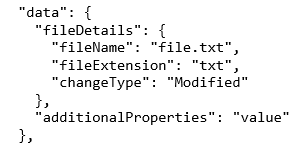 "data": {
  "fileDetails": {
    "fileName": "file.txt",
    "fileExtension": "txt",
    "changeType": "Modified"
  },
  "additionalProperties": "value"
},